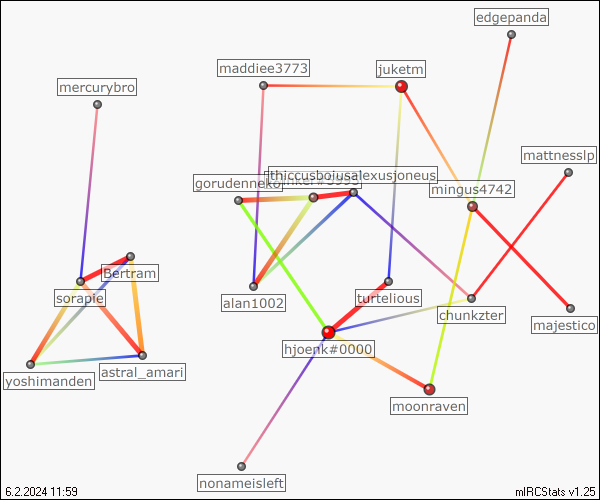 edgepanda
maddiee3773
juketm
mercurybro
mattnesslp
thiccusboiusalexusjoneus
gorudenneko
mingus4742
Bertram
sorapie
alan1002
turtelious
chunkzter
majestico
hjoenk#0000
astral_amari
yoshimanden
moonraven
nonameisleft
6.2.2024 11:59
mIRCStats v1.25